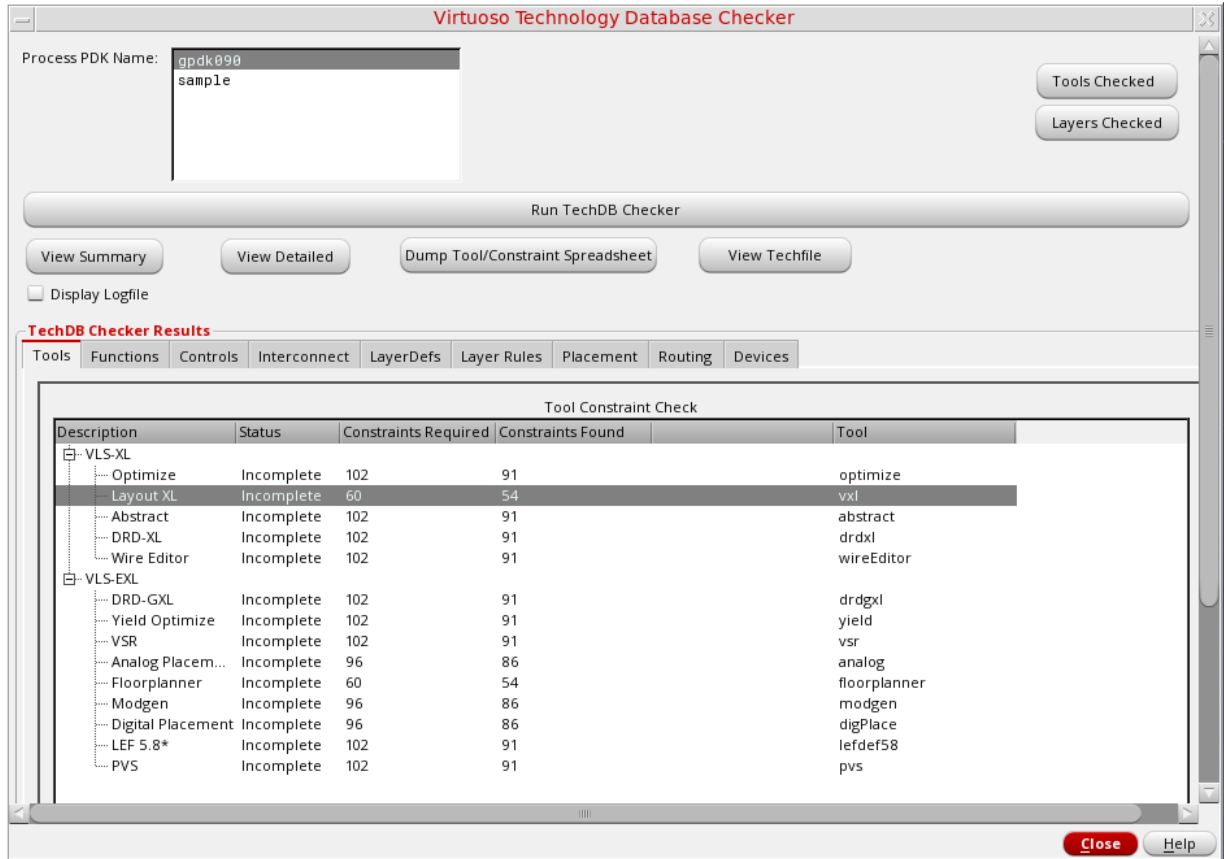 Virtuoso Technology Database Checker
Process PDK Name:
gpdk090
sample
Tools Checked
Layers Checked
Run TechDB Checker
View Summary View Detailed Dump Tool/Constraint Spreadsheet View Techfile
Display Logfile
TechDB Checker Results
Tools Functions Controls Interconnect LayerDefs Layer Rules Placement Routing Devices
Tool Constraint Check
Description Status Constraints Required Constraints Found Tool
VLS-XL
Optimize Incomplete 102 91 optimize
Layout XL Incomplete 60 54 vxl
Abstract Incomplete 102 91 abstract
DRD-XL Incomplete 102 91 drdxl
Wire Editor Incomplete 102 91 wireEditor
VLS-EXL
DRD-GXL Incomplete 102 91 drdgxl
Yield Optimize Incomplete 102 91 yield
VSR Incomplete 102 91 vsr
Analog Placem... Incomplete 96 86 analog
Floorplanner Incomplete 60 54 floorplanner
Modgen Incomplete 96 86 modgen
Digital Placement Incomplete 96 86 digPlace
LEF 5.8* Incomplete 102 91 lefdef58
PVS Incomplete 102 91 pvs
Close Help